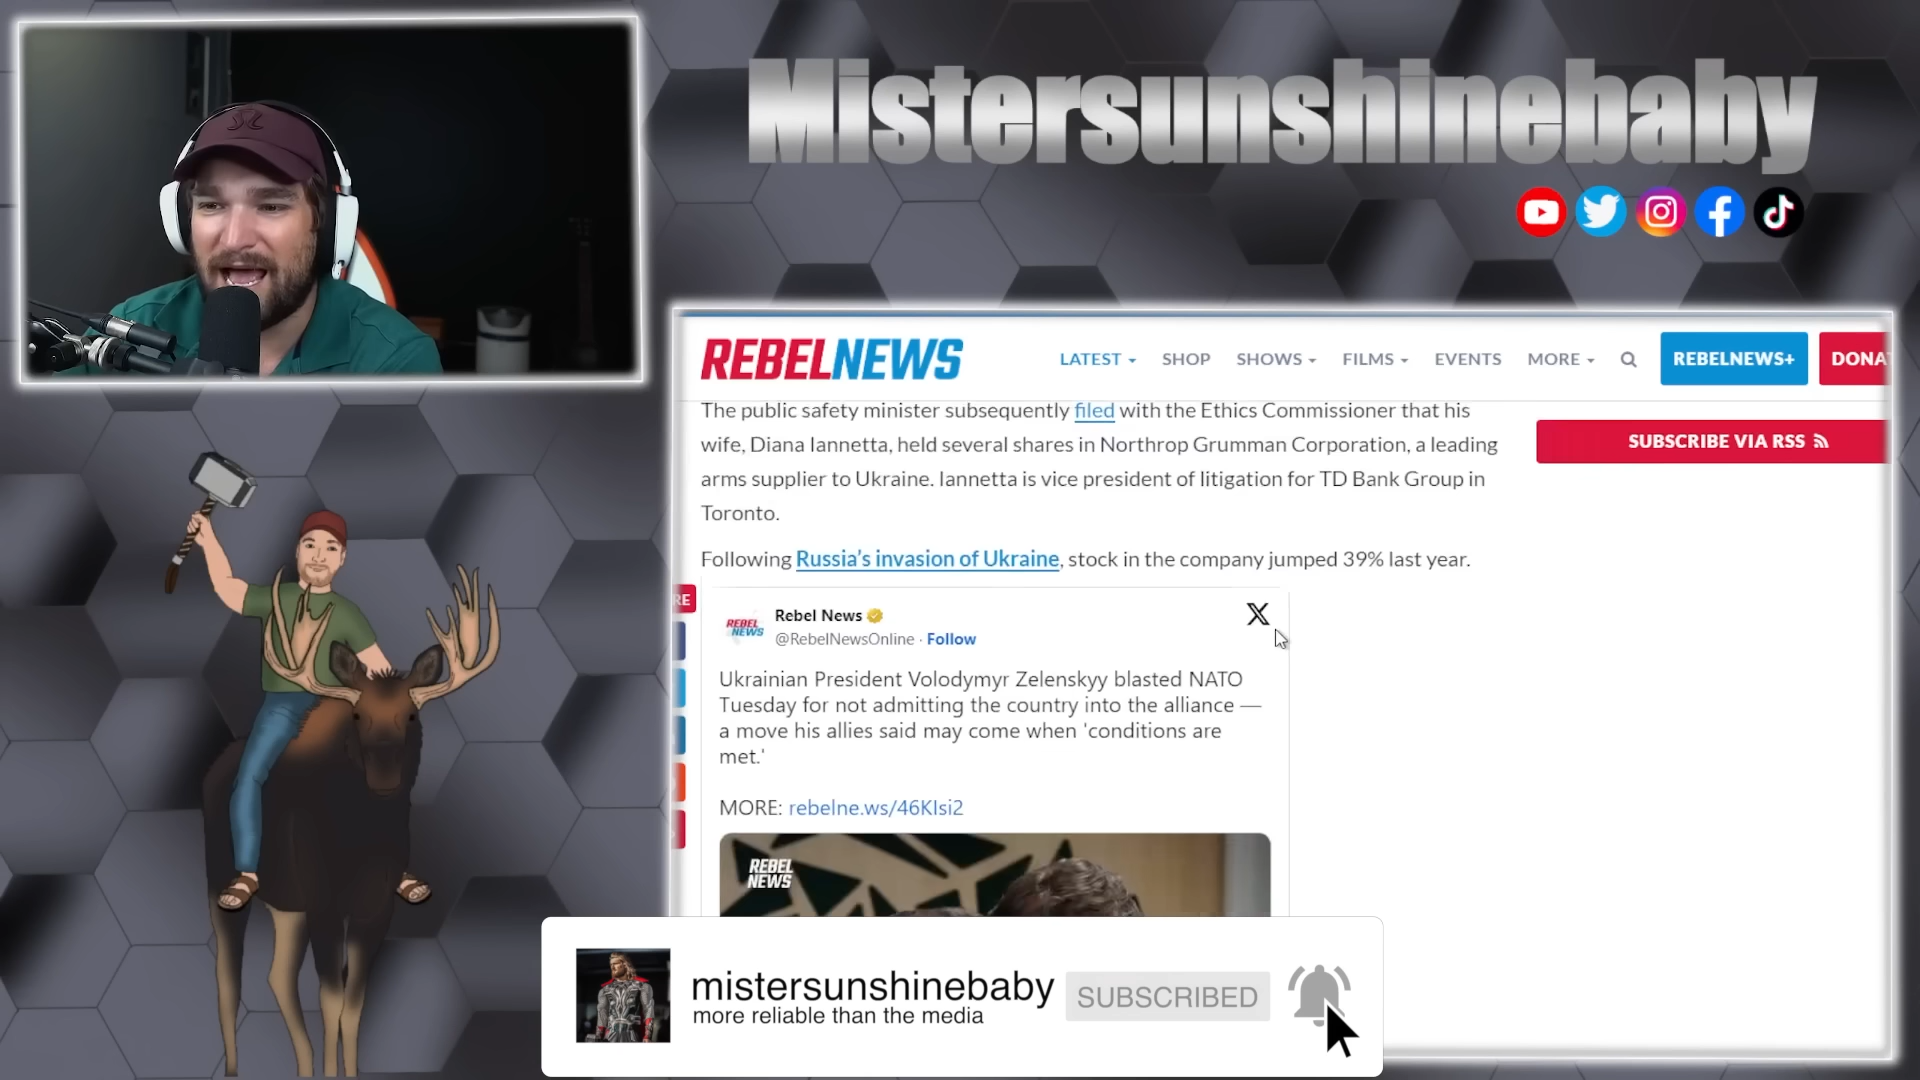 Mistersunshinebaby
REBELNEWS
LATEST
SHOP
SHOWS
FILMS
EVENTS
MORE
REBELNEWS+
DONA
The public safety minister subsequently filed with the Ethics Commissioner that his
wife, Diana Iannetta, held several shares in Northrop Grumman Corporation, a leading
arms supplier to Ukraine. Iannetta is vice president of litigation for TD Bank Group in
Toronto.
SUBSCRIBE VIA RSS
Following Russia's invasion of Ukraine, stock in the company jumped 39% last year.
RE
REBEL
NEWS
Rebel News
@RebelNewsOnline · Follow
X
Ukrainian President Volodymyr Zelenskyy blasted NATO
Tuesday for not admitting the country into the alliance —
a move his allies said may come when 'conditions are
met.'
MORE: rebelne.ws/46KIsi2
REBEL
NEWS
mistersunshinebaby
more reliable than the media
SUBSCRIBED